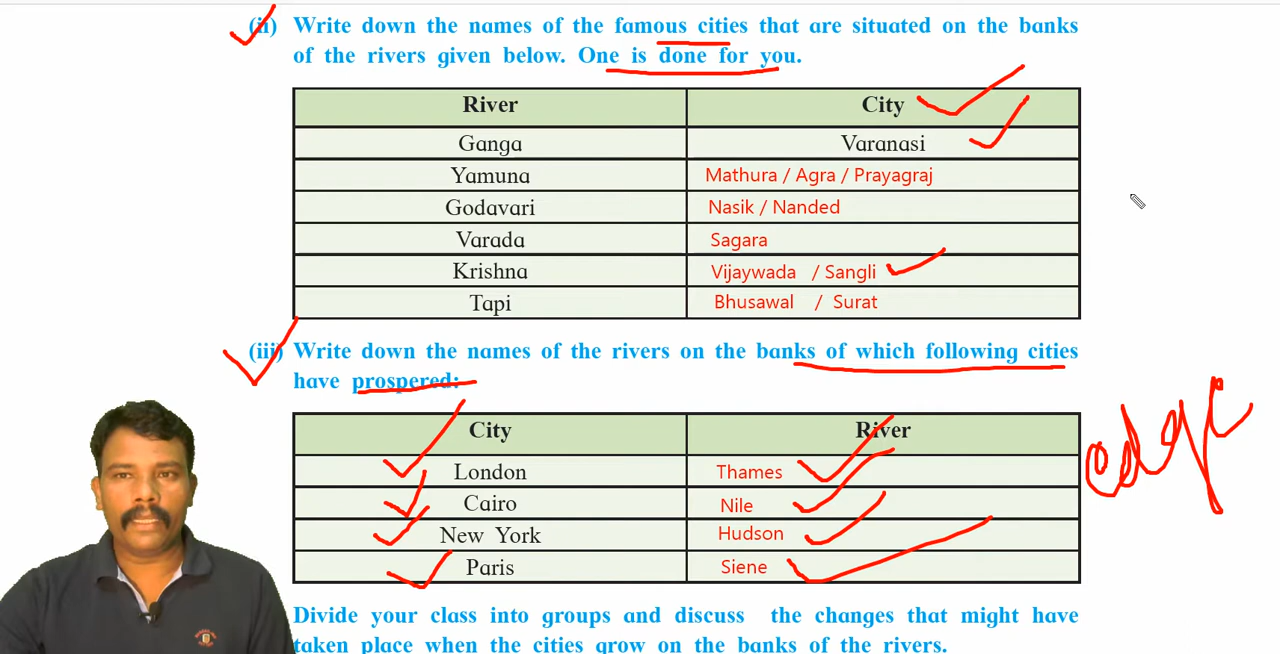 (ii) Write down the names of the famous cities that are situated on the banks
of the rivers given below. One is done for you.
River City
Ganga Varanasi
Yamuna Mathura / Agra / Prayagraj
Godavari Nasik / Nanded
Varada Sagara
Krishna Vijaywada / Sangli
Tapi Bhusawal / Surat
(iii) Write down the names of the rivers on the banks of which following cities
have prospered:
City River
London Thames
Cairo Nile
New York Hudson
Paris Siene
Divide your class into groups and discuss the changes that might have
taken place when the cities grow on the banks of the rivers.